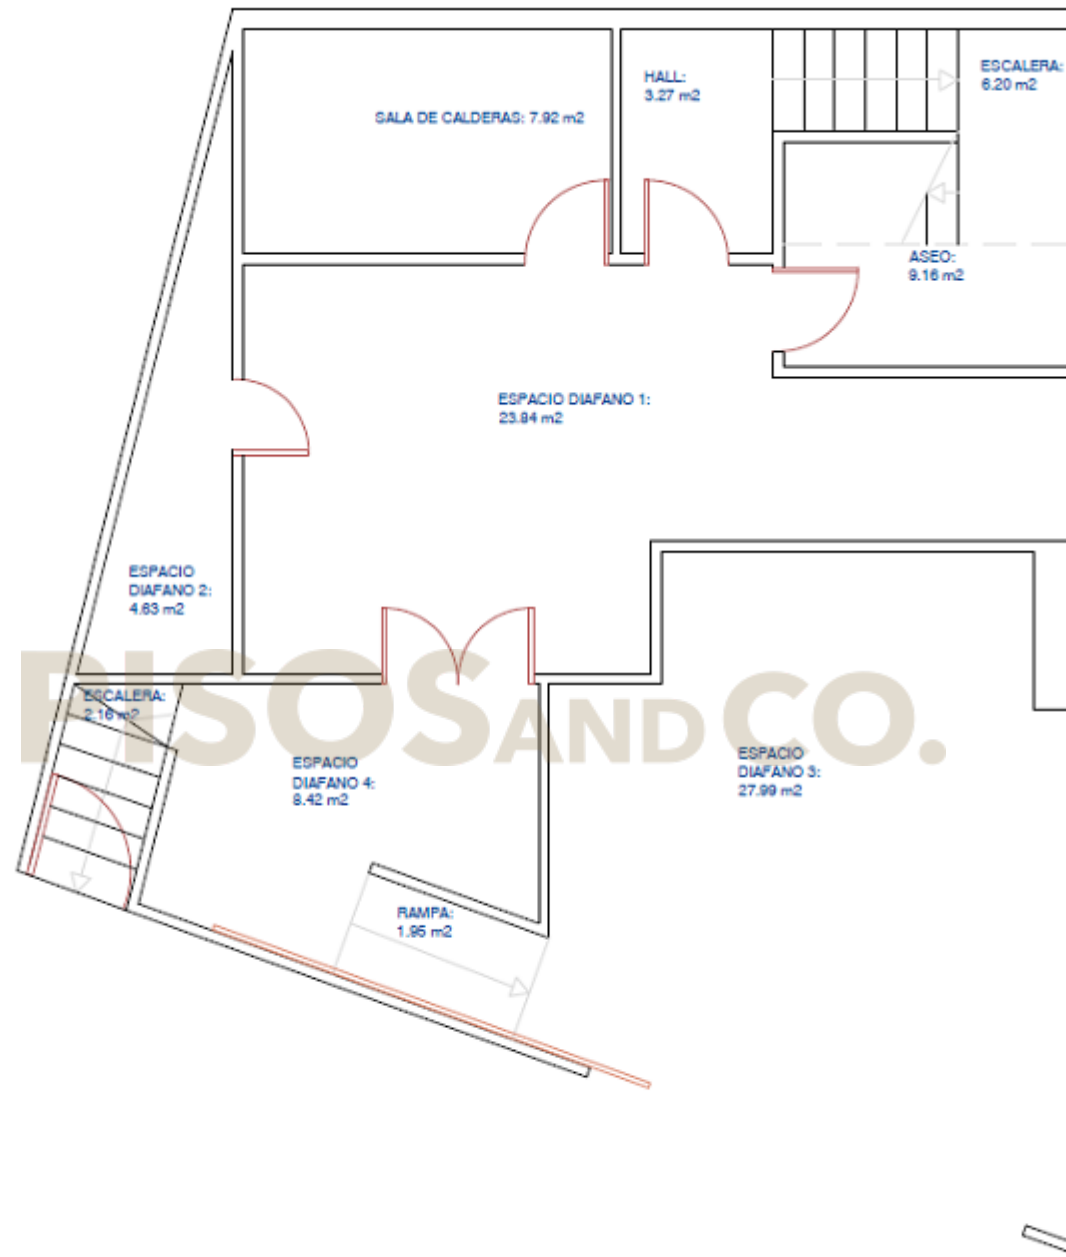 ESCALERA:
6.20 m2
HALL:
3.27 m2
SALA DE CALDERAS: 7.92 m2
ASEO:
9.16 m2
ESPACIO DIAFANO 1:
23.84 m2
ESPACIO
DIAFANO 2:
4.63 m2
PISOS AND CO.
ESCALERA:
2.16 m2
ESPACIO
DIAFANO 4:
8.42 m2
ESPACIO
DIAFANO 3:
27.99 m2
RAMPA:
1.95 m2